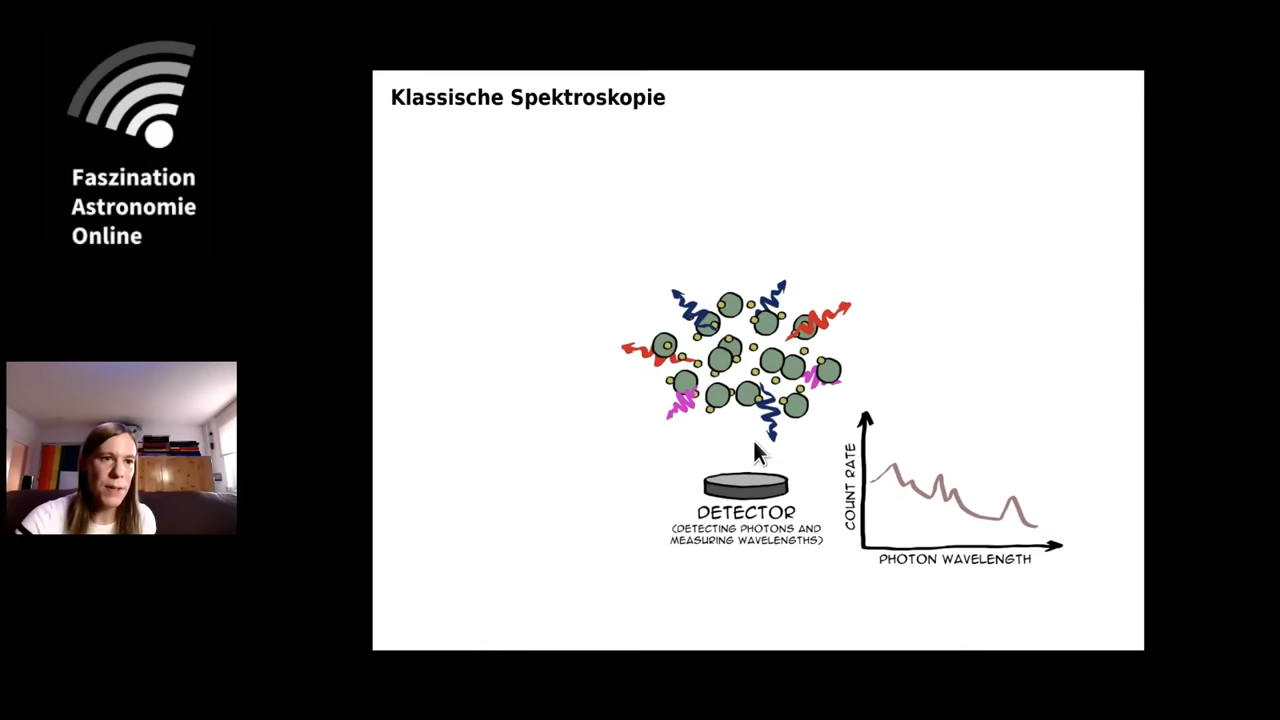 Faszination
Astronomie
Online
Klassische Spektroskopie
DETECTOR
(DETECTING PHOTONS AND
MEASURING WAVELENGTHS)
COUNT RATE
PHOTON WAVELENGTH